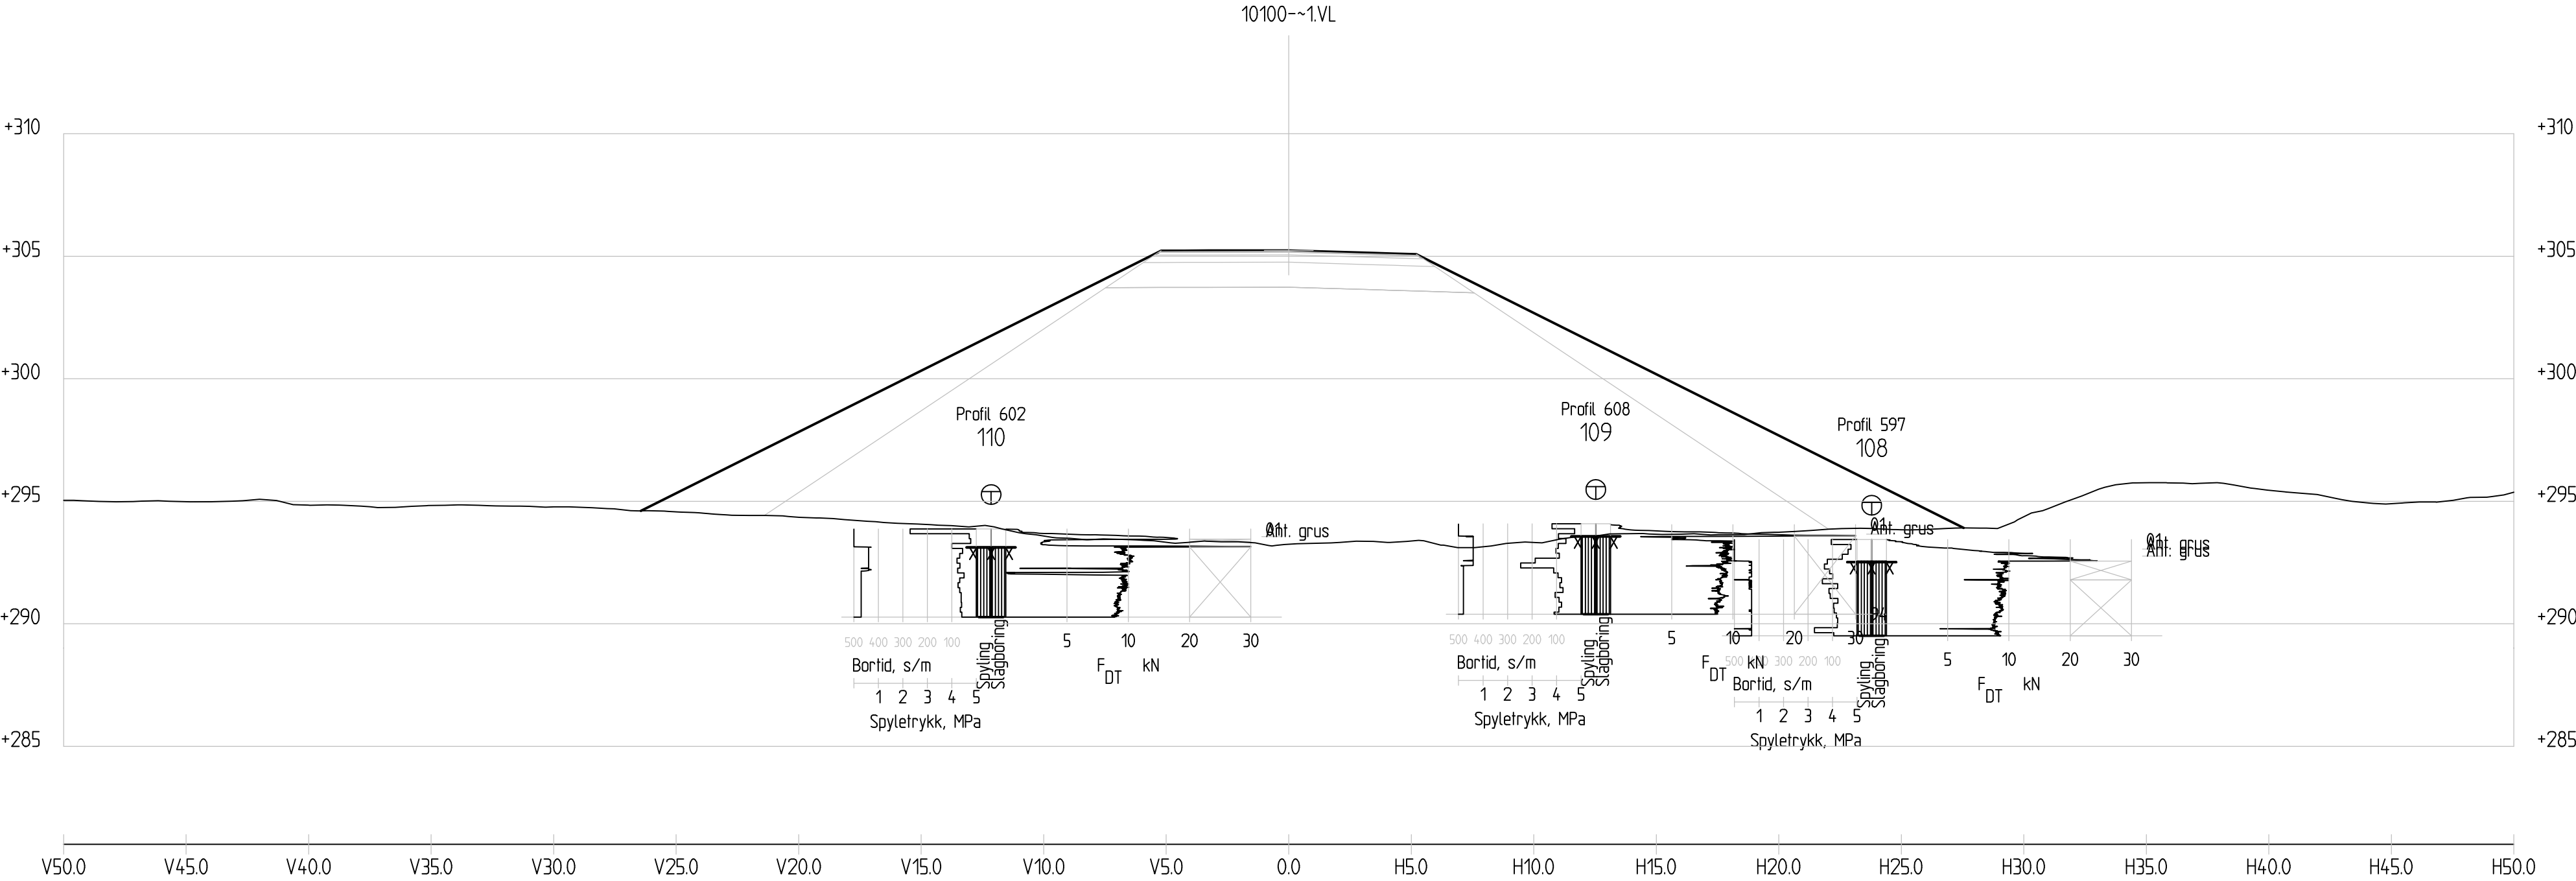 10100-~1.VL
+310 +310
+305 +305
+300 +300
Profil 602
110
Profil 608
109
Profil 597
108
+295 +295
Ant. grus
Ant. grus
Ant. grus
Ant. grus
+290 +290
500 400 300 200 100
5 10 20 30
Bortid, s/m
Spyling
Slagboring
F DT kN
1 2 3 4 5
Spyletrykk, MPa
500 400 300 200 100
5 10 20 30
Bortid, s/m
Spyling
Slagboring
F DT kN
1 2 3 4 5
Spyletrykk, MPa
500 300 200 100
5 10 20 30
Bortid, s/m
Spyling
Slagboring
F DT kN
1 2 3 4 5
Spyletrykk, MPa
+285 +285
V50.0 V45.0 V40.0 V35.0 V30.0 V25.0 V20.0 V15.0 V10.0 V5.0 0.0 H5.0 H10.0 H15.0 H20.0 H25.0 H30.0 H35.0 H40.0 H45.0 H50.0